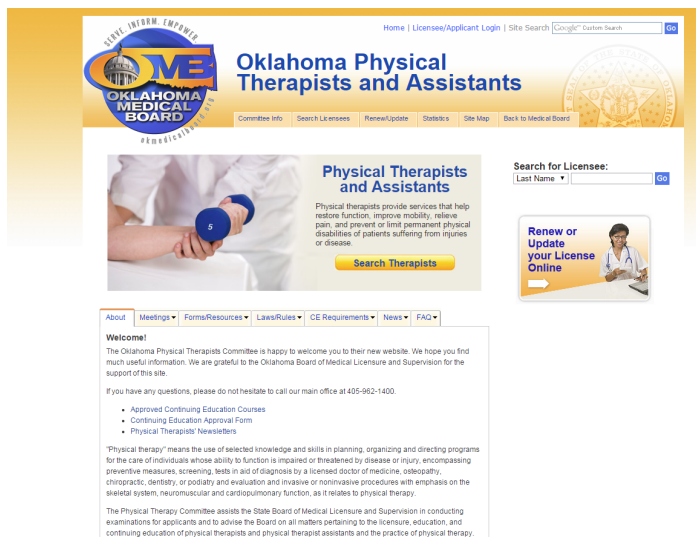 Home | Licensee/Applicant Login | Site Search Google™ Custom Search Go
SERVE. INFORM. EMPOWER
OMB
OKLAHOMA
MEDICAL
BOARD
okmedicalboard.org
Oklahoma Physical
Therapists and Assistants
Committee Info Search Licensees Renew/Update Statistics Site Map Back to Medical Board
5
Physical Therapists
and Assistants
Physical therapists provide services that help
restore function, improve mobility, relieve
pain, and prevent or limit permanent physical
disabilities of patients suffering from injuries
or disease.
Search Therapists
Search for Licensee:
Last Name ▼ Go
Renew or
Update
your License
Online
About Meetings▼ Forms/Resources▼ Laws/Rules▼ CE Requirements▼ News▼ FAQ▼
Welcome!
The Oklahoma Physical Therapists Committee is happy to welcome you to their new website. We hope you find
much useful information. We are grateful to the Oklahoma Board of Medical Licensure and Supervision for the
support of this site.
If you have any questions, please do not hesitate to call our main office at 405-962-1400.
• Approved Continuing Education Courses
• Continuing Education Approval Form
• Physical Therapists' Newsletters
"Physical therapy" means the use of selected knowledge and skills in planning, organizing and directing programs
for the care of individuals whose ability to function is impaired or threatened by disease or injury, encompassing
preventive measures, screening, tests in aid of diagnosis by a licensed doctor of medicine, osteopathy,
chiropractic, dentistry, or podiatry and evaluation and invasive or noninvasive procedures with emphasis on the
skeletal system, neuromuscular and cardiopulmonary function, as it relates to physical therapy.
The Physical Therapy Committee assists the State Board of Medical Licensure and Supervision in conducting
examinations for applicants and to advise the Board on all matters pertaining to the licensure, education, and
continuing education of physical therapists and physical therapist assistants and the practice of physical therapy.